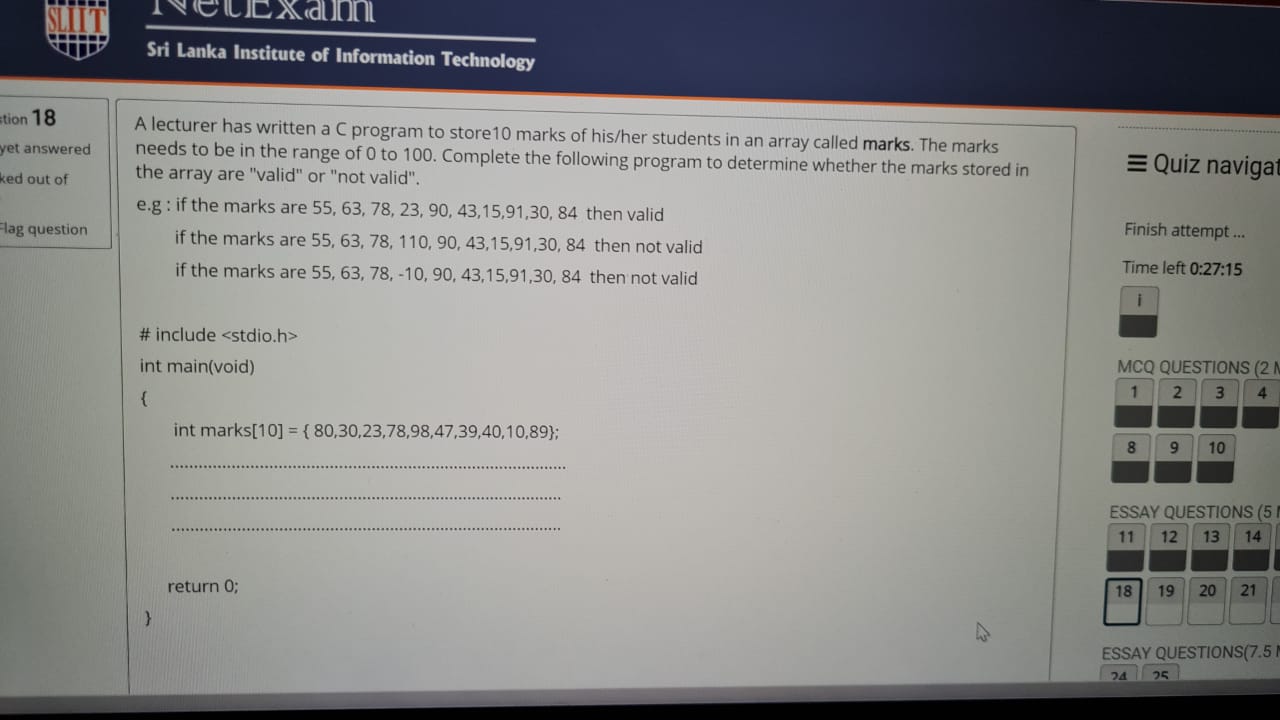 SLIIT
NetExam
Sri Lanka Institute of Information Technology
18
yet answered
out of
question
A lecturer has written a C program to store10 marks of his/her students in an array called marks. The marks
needs to be in the range of 0 to 100. Complete the following program to determine whether the marks stored in
the array are "valid" or "not valid".
e.g : if the marks are 55, 63, 78, 23, 90, 43,15,91,30, 84 then valid
if the marks are 55, 63, 78, 110, 90, 43,15,91,30, 84 then not valid
if the marks are 55, 63, 78, -10, 90, 43,15,91,30, 84 then not valid
# include <stdio.h>
int main(void)
{
int marks[10] = { 80,30,23,78,98,47,39,40,10,89};
....................................................................................................
....................................................................................................
....................................................................................................
return 0;
}
Quiz navigat
Finish attempt ...
Time left 0:27:15
i
MCQ QUESTIONS (2
1 2 3 4
8 9 10
ESSAY QUESTIONS (5
11 12 13 14
18 19 20 21
ESSAY QUESTIONS(7.5
24 25